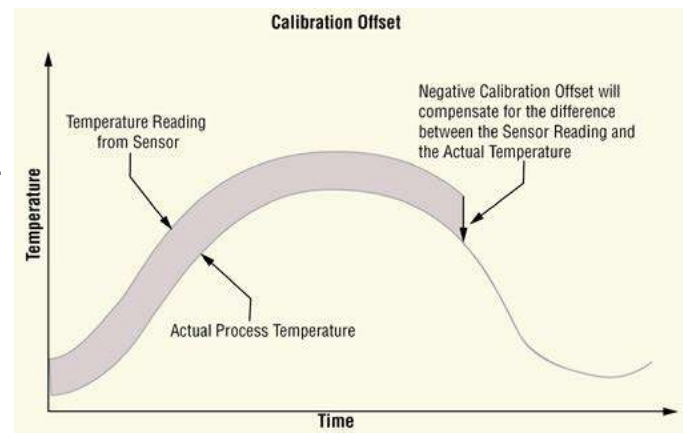 Calibration Offset
Negative Calibration Offset will
compensate for the difference
between the Sensor Reading and
the Actual Temperature
Temperature Reading
from Sensor
Temperature
Actual Process Temperature
Time